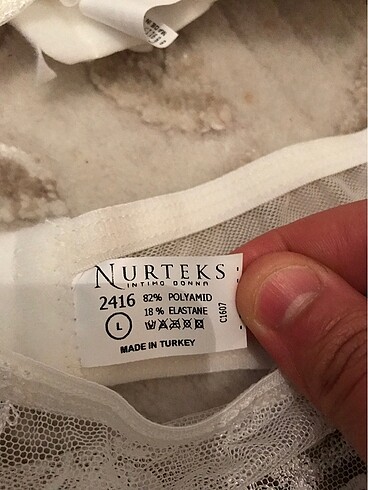 NURTEKS
INTIMO DONNA
2416 82% POLYAMID
18% ELASTANE
L
C1607
MADE IN TURKEY